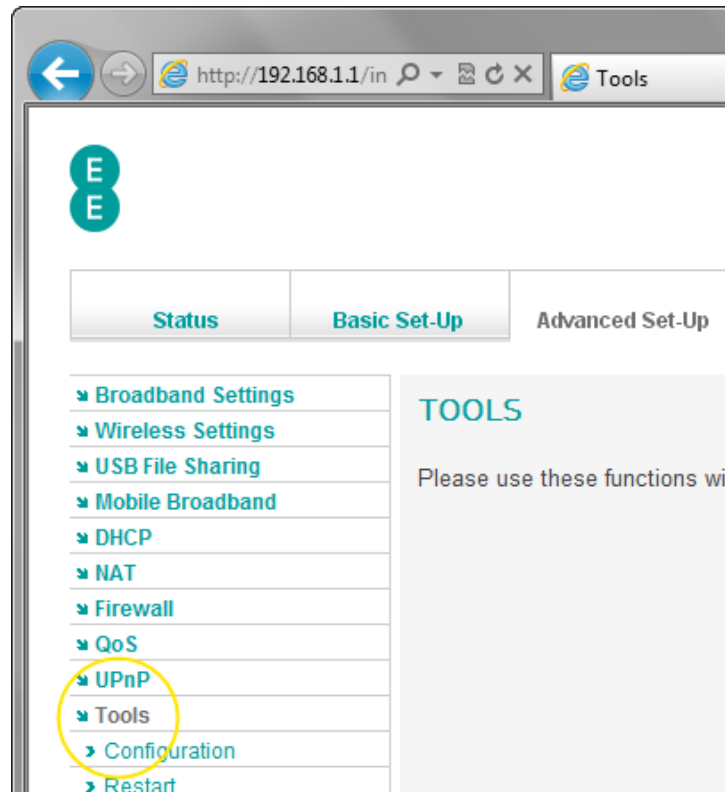 http://192.168.1.1/in
Tools
E
E
Status
Basic Set-Up
Advanced Set-Up
Broadband Settings
Wireless Settings
USB File Sharing
Mobile Broadband
DHCP
NAT
Firewall
QoS
UPnP
Tools
Configuration
Restart
TOOLS
Please use these functions wi